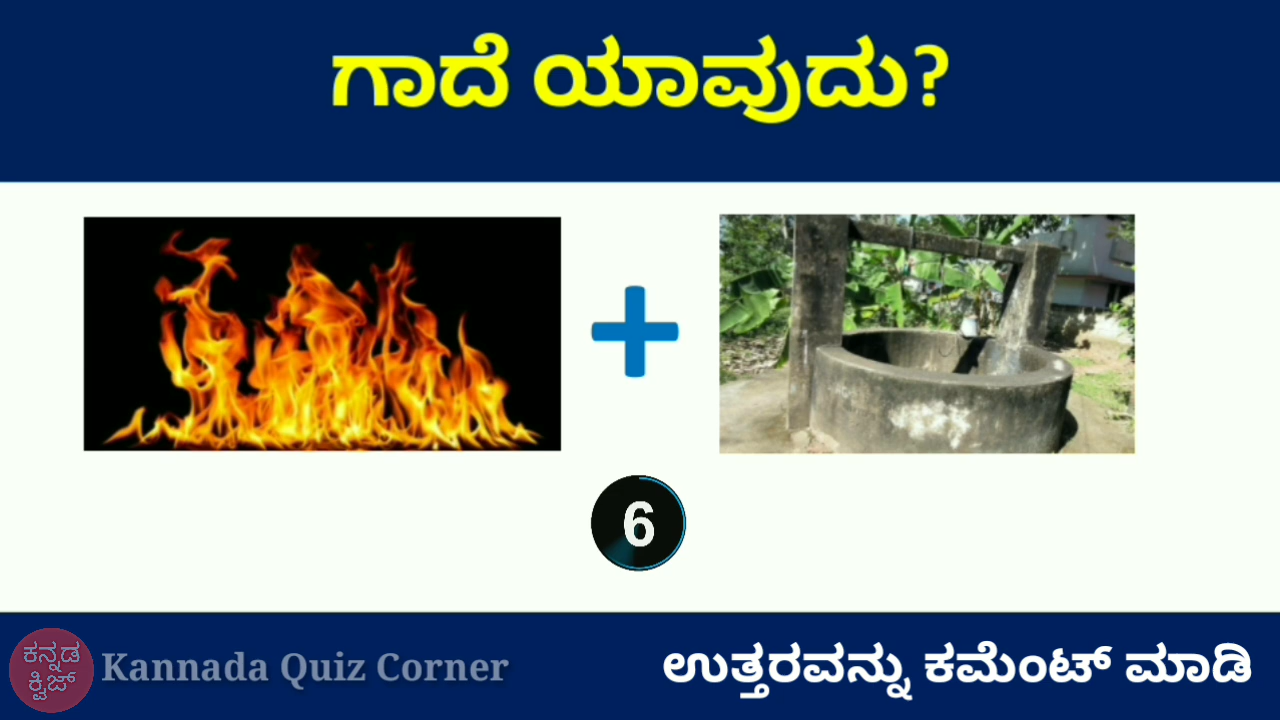 ಗಾದೆ ಯಾವುದು?
6
ಕನ್ನಡ
ಕ್ವಿಜ್
Kannada Quiz Corner
ಉತ್ತರವನ್ನು ಕಮೆಂಟ್ ಮಾಡಿ